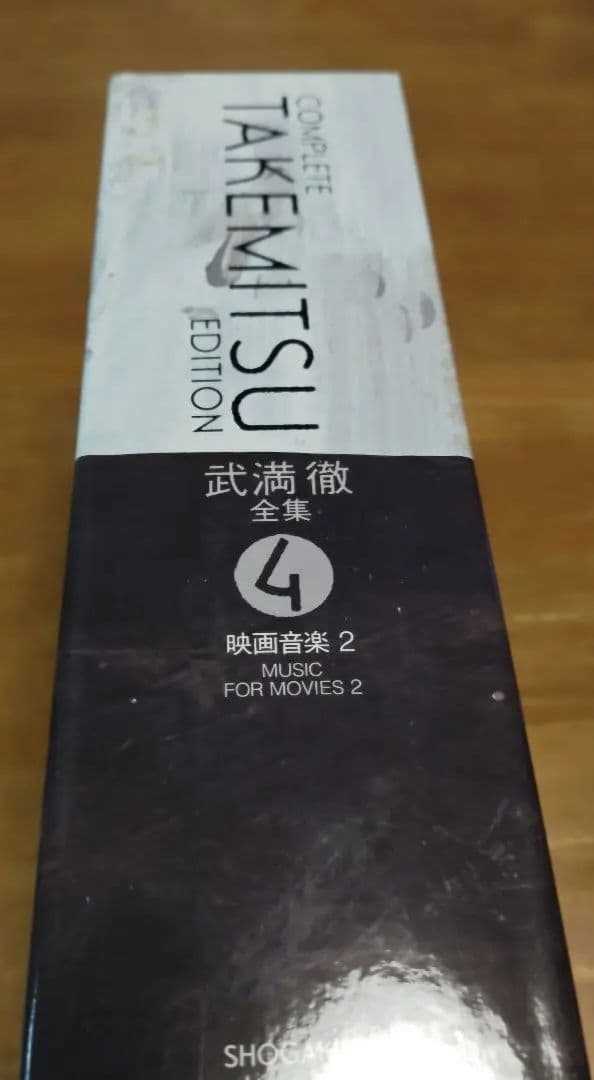 COMPLETE
TAKEMITSU
EDITION
武満徹
全集
4
映画音楽 2
MUSIC
FOR MOVIES 2